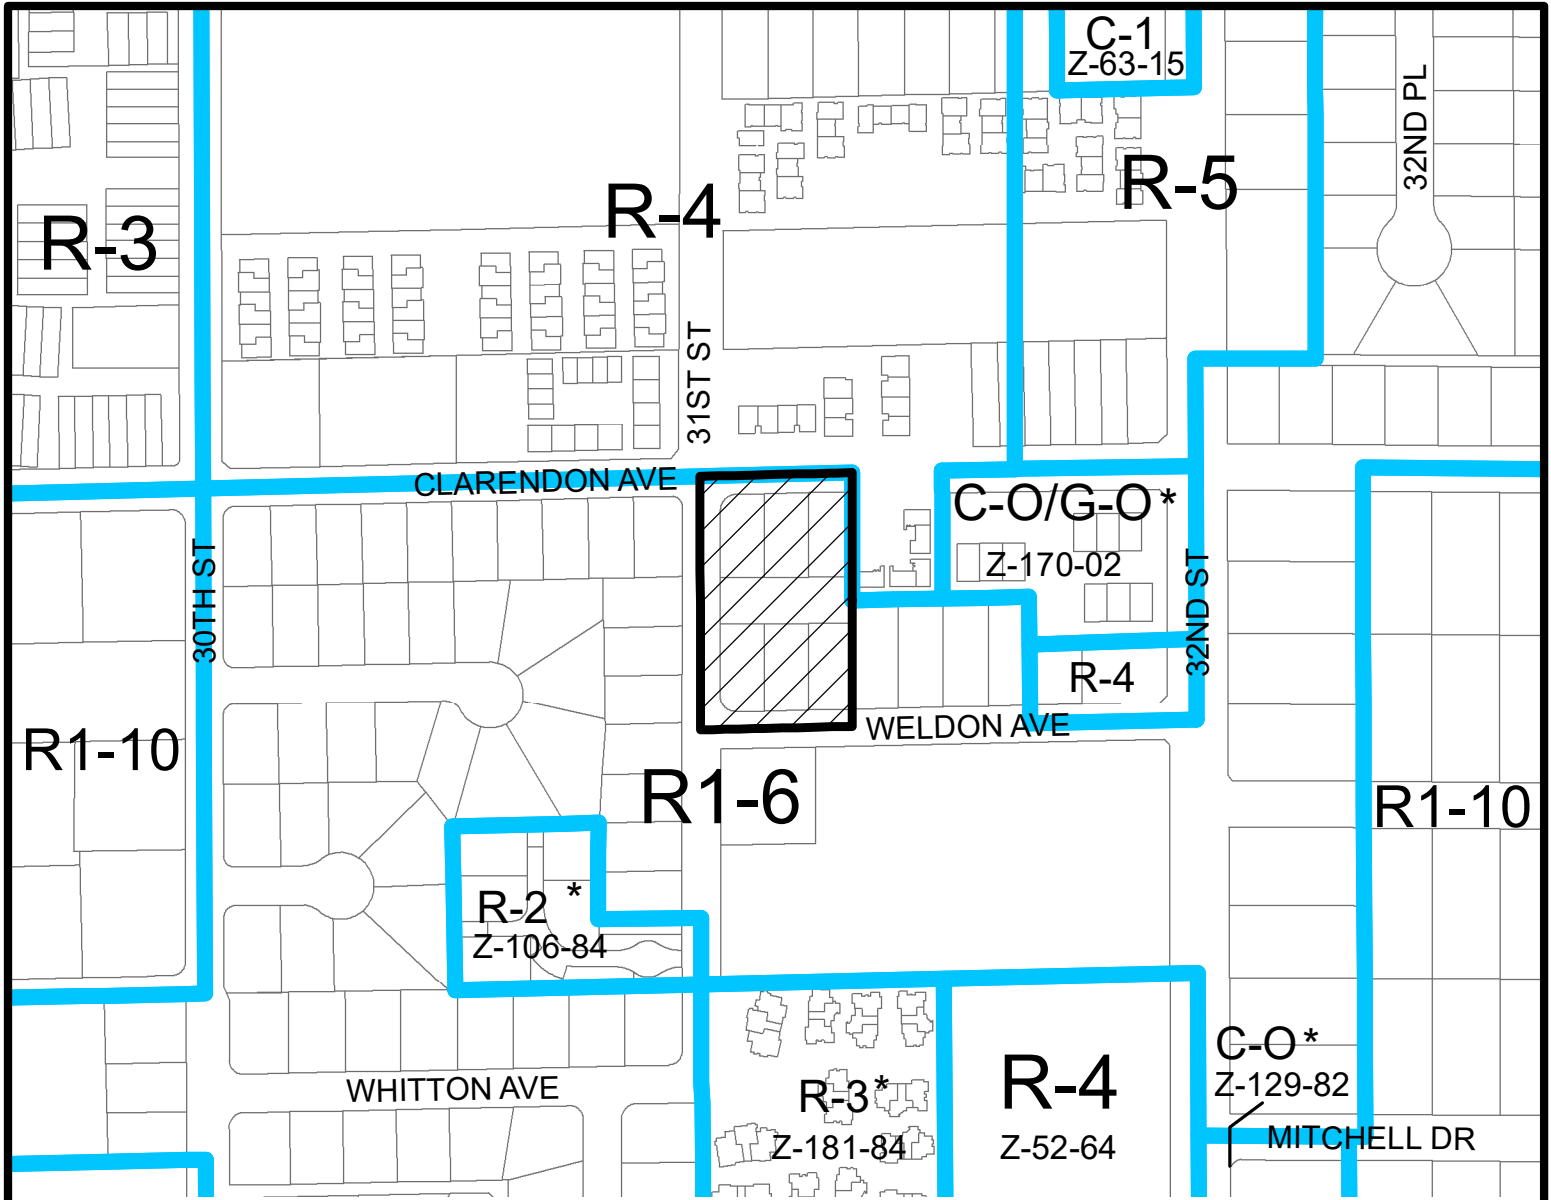 C-1
Z-63-15
32ND PL
R-5
R-4
R-3
31ST ST
CLARENDON AVE
C-O/G-O *
Z-170-02
30TH ST
32ND ST
R-4
WELDON AVE
R1-10
R1-6
R1-10
R-2 *
Z-106-84
C-O *
Z-129-82
R-4
Z-52-64
R-3 *
Z-181-84
WHITTON AVE
MITCHELL DR